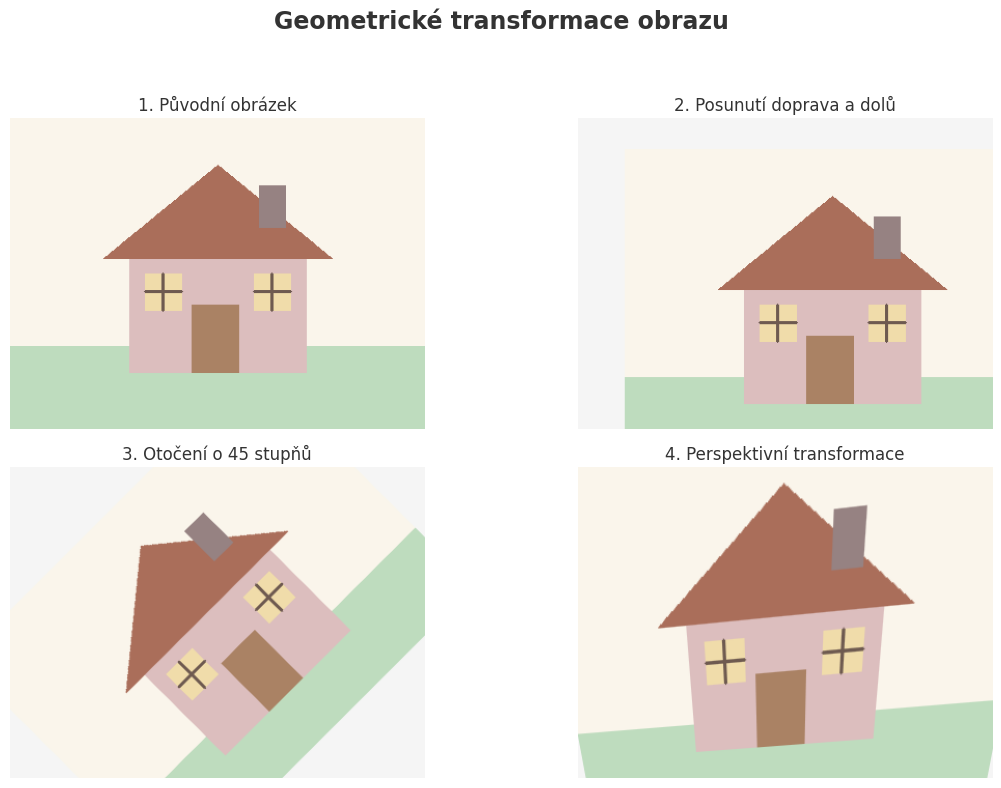 Geometrické transformace obrazu
1. Původní obrázek
2. Posunutí doprava a dolů
3. Otočení o 45 stupňů
4. Perspektivní transformace